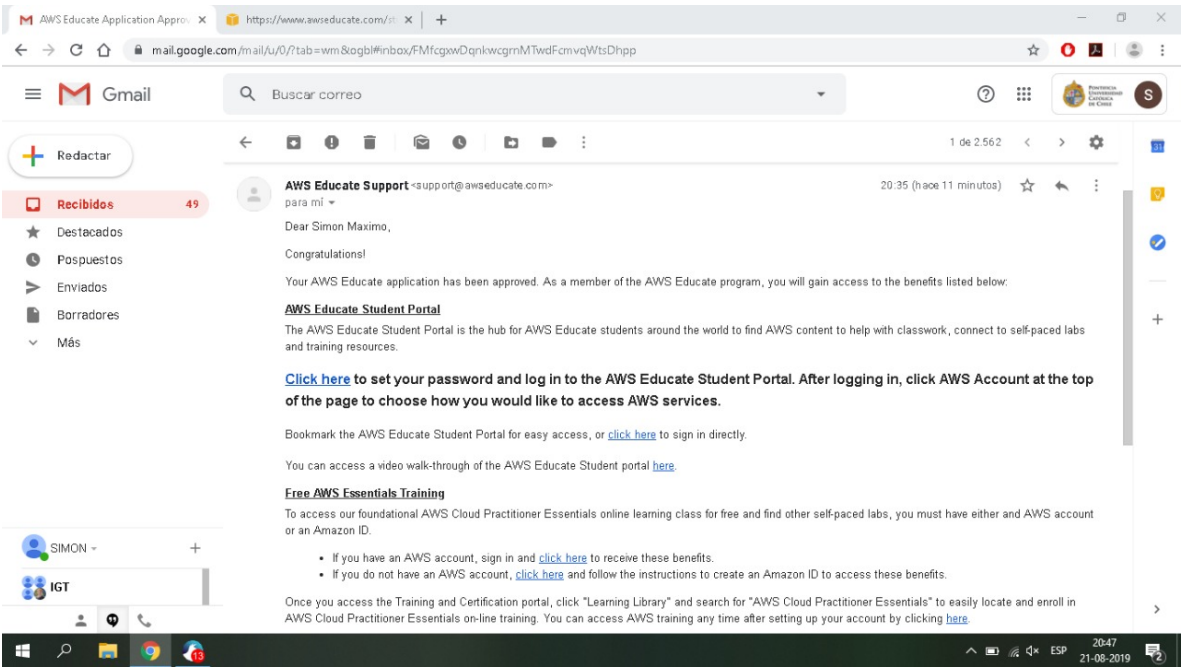 AWS Educate Application Approv
https://www.awseducate.com/st
mail.google.com/mail/u/0/?tab=wm&ogbl#inbox/FMfcgxwDqnkwcgrnMTwdFcmvqWtsDhpp
Gmail
Buscar correo
PONTIFICIA
UNIVERSIDAD
CATÓLICA
DE CHILE
S
Redactar
1 de 2.562
31
Recibidos 49
Destacados
Pospuestos
Enviados
Borradores
Más
AWS Educate Support <support@awseducate.com> 20:35 (hace 11 minutos)
para mí
Dear Simon Maximo,
Congratulations!
Your AWS Educate application has been approved. As a member of the AWS Educate program, you will gain access to the benefits listed below:
AWS Educate Student Portal
The AWS Educate Student Portal is the hub for AWS Educate students around the world to find AWS content to help with classwork, connect to self-paced labs
and training resources.
Click here to set your password and log in to the AWS Educate Student Portal. After logging in, click AWS Account at the top
of the page to choose how you would like to access AWS services.
Bookmark the AWS Educate Student Portal for easy access, or click here to sign in directly.
You can access a video walk-through of the AWS Educate Student portal here.
Free AWS Essentials Training
To access our foundational AWS Cloud Practitioner Essentials online learning class for free and find other self-paced labs, you must have either and AWS account
or an Amazon ID.
• If you have an AWS account, sign in and click here to receive these benefits.
• If you do not have an AWS account, click here and follow the instructions to create an Amazon ID to access these benefits.
Once you access the Training and Certification portal, click "Learning Library" and search for "AWS Cloud Practitioner Essentials" to easily locate and enroll in
AWS Cloud Practitioner Essentials on-line training. You can access AWS training any time after setting up your account by clicking here.
SIMON
IGT
13
ESP
20:47
21-08-2019
2